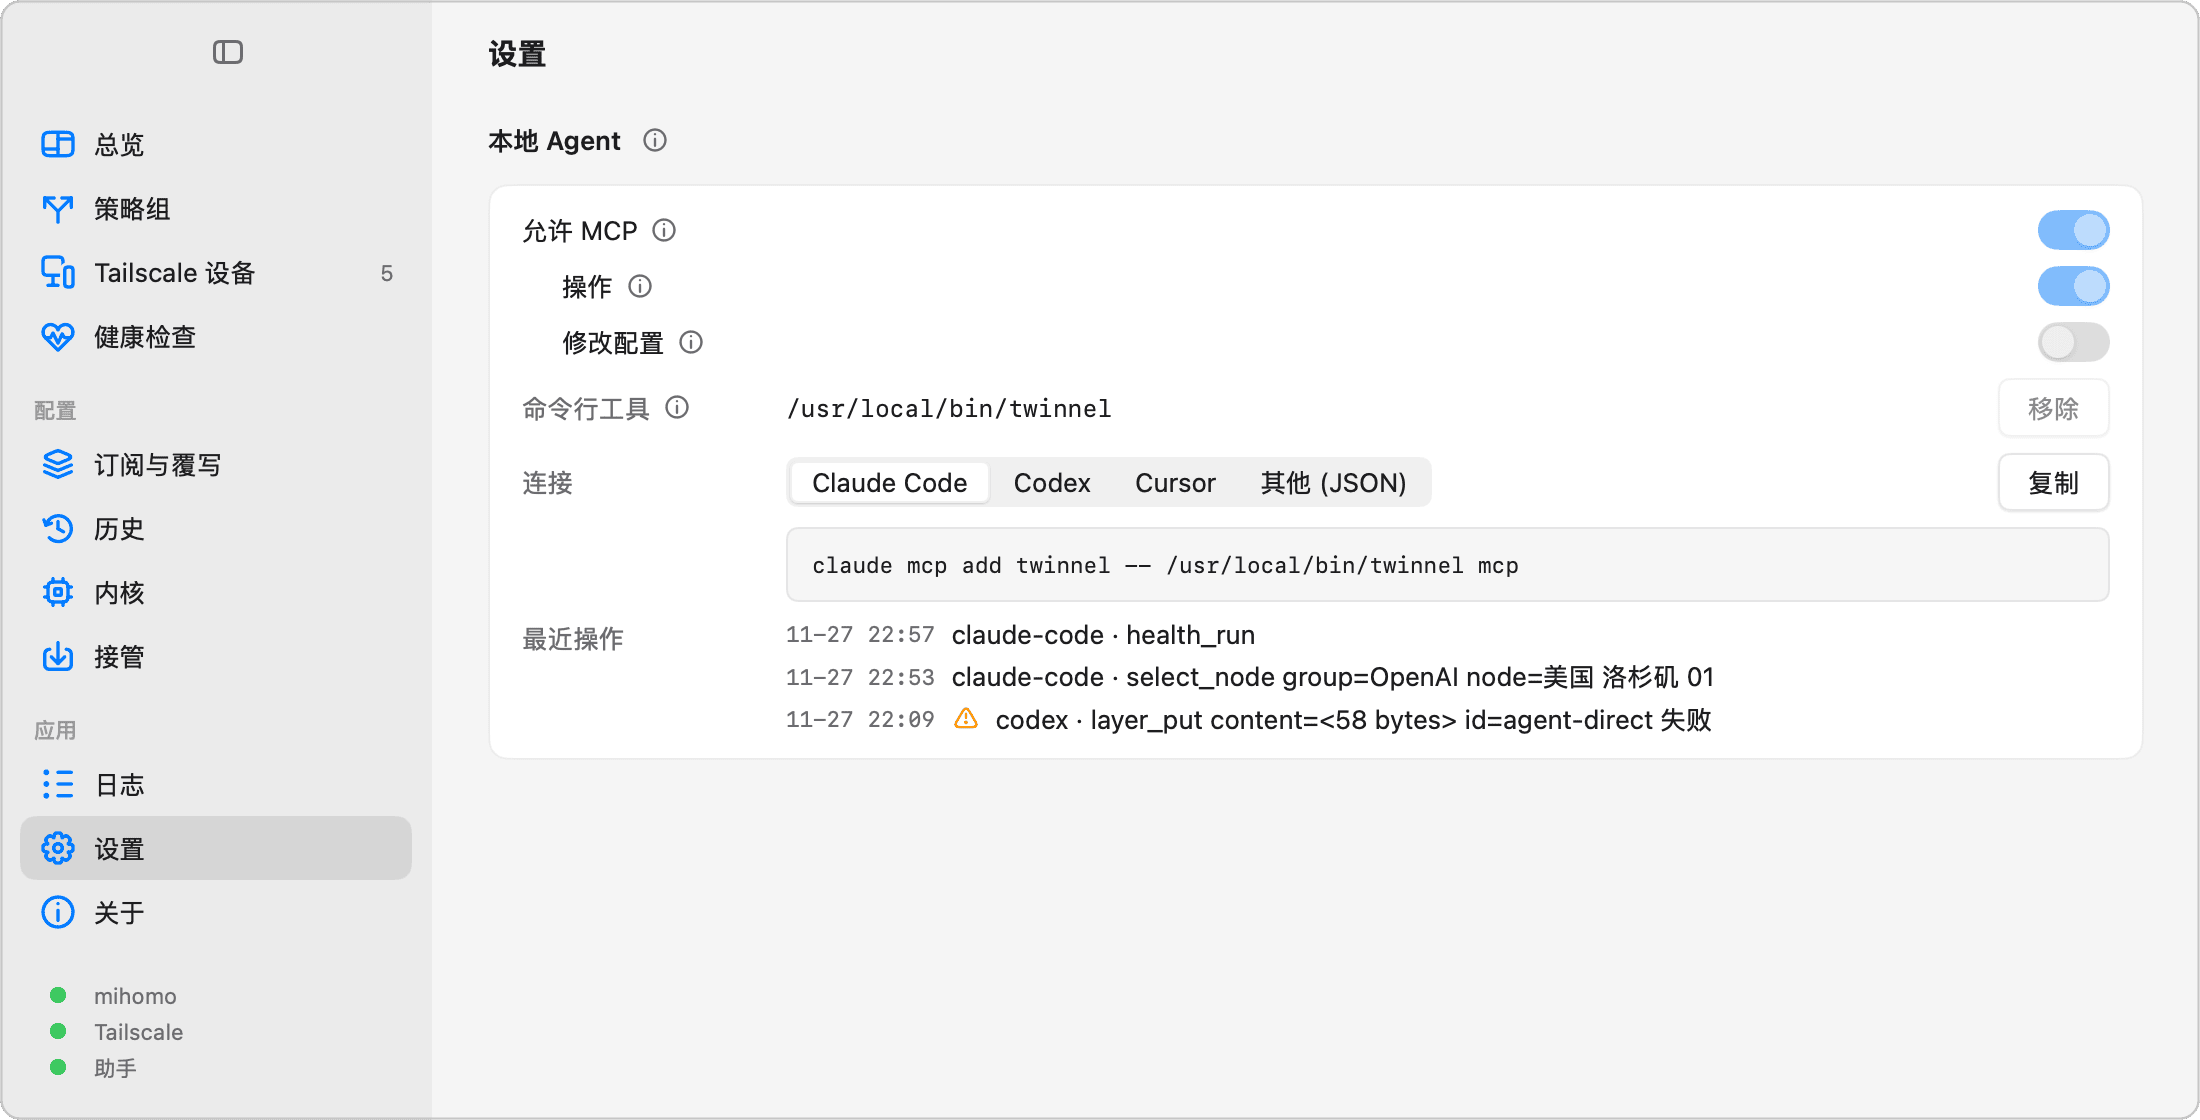 总览
策略组
Tailscale 设备 5
健康检查
配置
订阅与覆写
历史
内核
接管
应用
日志
设置
关于
mihomo
Tailscale
助手
设置
本地 Agent
允许 MCP
操作
修改配置
命令行工具 /usr/local/bin/twinnel 移除
连接 Claude Code Codex Cursor 其他 (JSON) 复制
claude mcp add twinnel -- /usr/local/bin/twinnel mcp
最近操作 11-27 22:57 claude-code · health_run
11-27 22:53 claude-code · select_node group=OpenAI node=美国 洛杉矶 01
11-27 22:09 codex · layer_put content=<58 bytes> id=agent-direct 失败